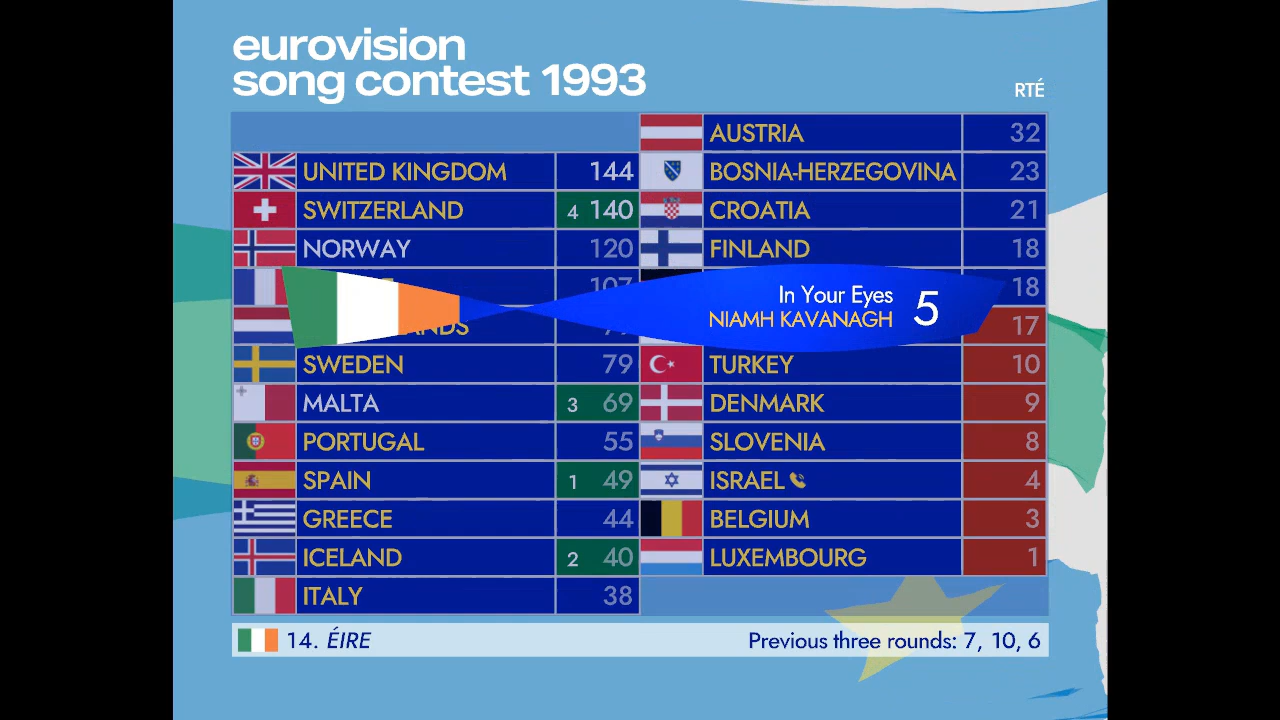 eurovision
song contest 1993
RTÉ
UNITED KINGDOM 144
SWITZERLAND 4 140
NORWAY 120
SWEDEN 79
MALTA 3 69
PORTUGAL 55
SPAIN 1 49
GREECE 44
ICELAND 2 40
ITALY 38
AUSTRIA 32
BOSNIA-HERZEGOVINA 23
CROATIA 21
FINLAND 18
18
17
TURKEY 10
DENMARK 9
SLOVENIA 8
ISRAEL 4
BELGIUM 3
LUXEMBOURG 1
In Your Eyes
NIAMH KAVANAGH
5
14. ÉIRE
Previous three rounds: 7, 10, 6